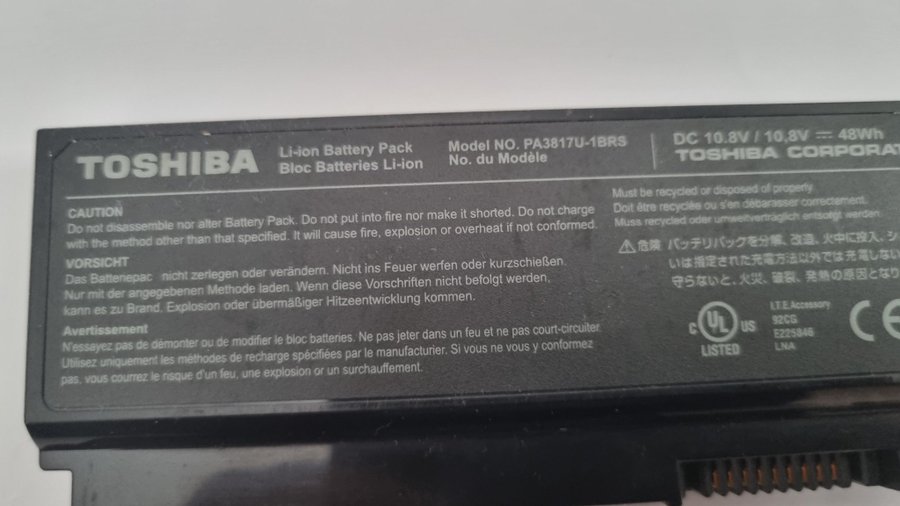 TOSHIBA
Li-ion Battery Pack
Bloc Batteries Li-ion
Model NO. PA3817U-1BRS
No. du Modèle
DC 10.8V / 10,8V ⎓ 48Wh
TOSHIBA CORPORAT
CAUTION
Do not disassemble nor alter Battery Pack. Do not put into fire nor make it shorted. Do not charge
with the method other than that specified. It will cause fire, explosion or overheat if not conformed.
VORSICHT
Das Batteriepac nicht zerlegen oder verändern. Nicht ins Feuer werfen oder kurzschließen.
Nur mit der angegebenen Methode laden. Wenn diese Vorschriften nicht befolgt werden,
kann es zu Brand. Explosion oder übermäßiger Hitzeentwicklung kommen.
Avertissement
N'essayez pas de démonter ou de modifier le bloc batteries. Ne pas jeter dans un feu et ne pas court-circuiter.
Utilisez uniquement les méthodes de recharge spécifiées par le manufacturier. Si vous ne vous y conformez
pas, vous courrez le risque d'un feu, une explosion or un surchauffement.
Must be recycled or disposed of properly.
Doit être recyclée ou s'en débarasser correctement.
Muss recycled oder umweltverträglich entsorgt werden.
⚠危険 バッテリパックを分解、改造、火中に投入、シ
いは指定された充電方法以外では充電しない
守らないと、火災、破裂、発熱の原因となり
C UL US
LISTED
I.T.E. Accessory
92CG
E225846
LNA
CE